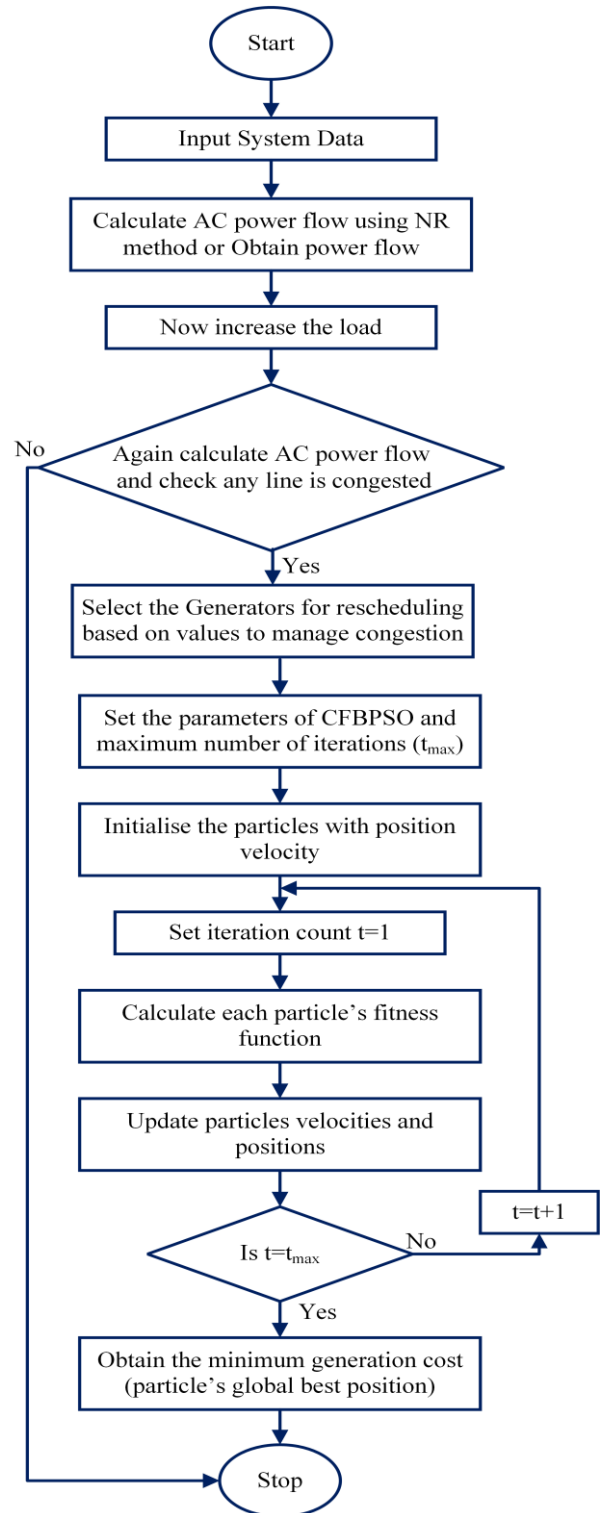 Start
Input System Data
Calculate AC power flow using NR
method or Obtain power flow
Now increase the load
No
Again calculate AC power flow
and check any line is congested
Yes
Select the Generators for rescheduling
based on values to manage congestion
Set the parameters of CFBPSO and
maximum number of iterations (tmax)
Initialise the particles with position
velocity
Set iteration count t=1
Calculate each particle's fitness
function
Update particles velocities and
positions
t=t+1
Is t=tmax
No
Yes
Obtain the minimum generation cost
(particle's global best position)
Stop